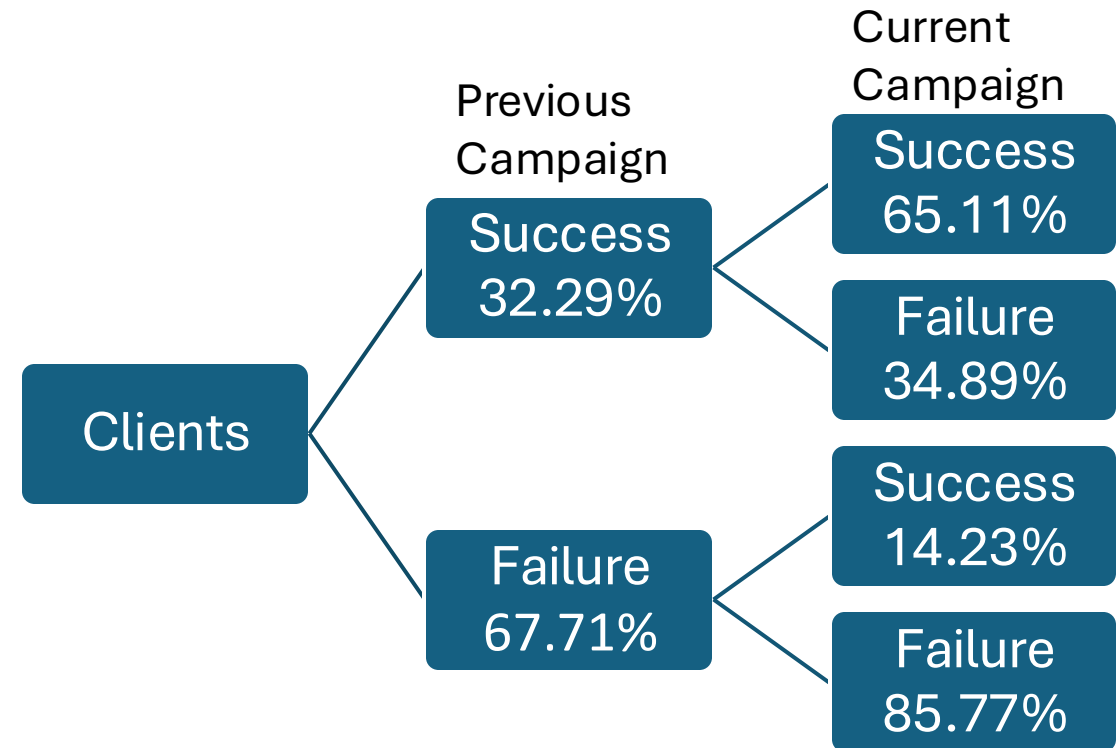 Current
Campaign
Previous
Campaign
Success
65.11%
Success
32.29%
Failure
34.89%
Clients
Success
14.23%
Failure
67.71%
Failure
85.77%